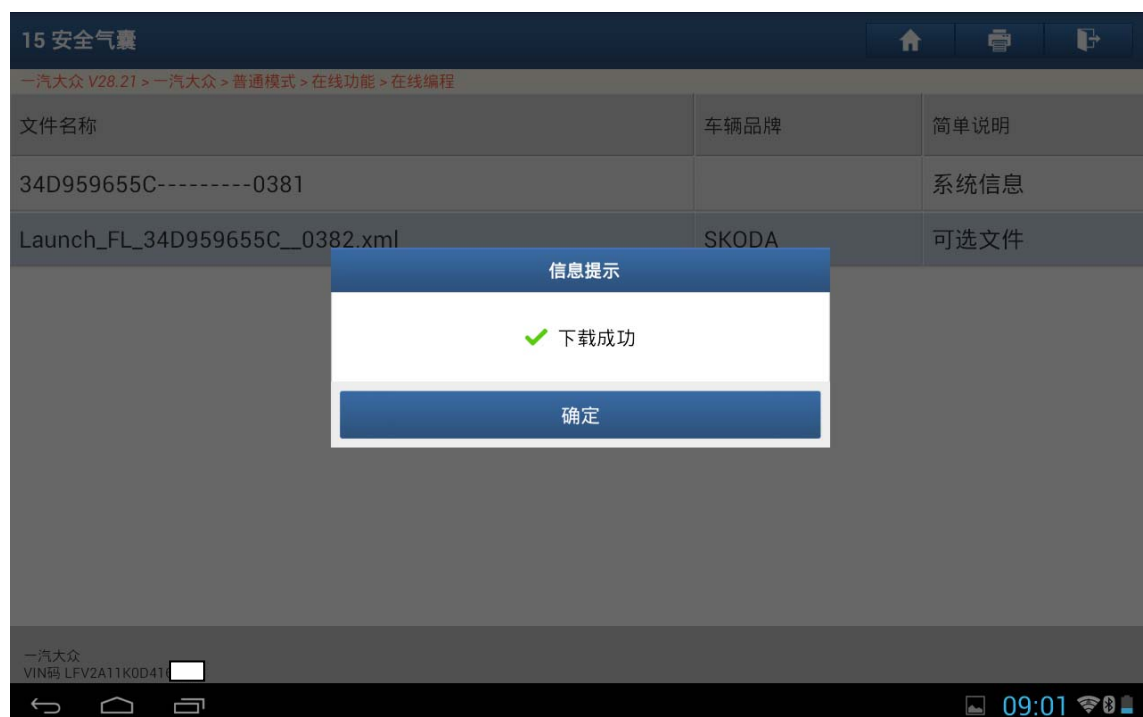 15 安全气囊
一汽大众 V28.21 > 一汽大众 > 普通模式 > 在线功能 > 在线编程
文件名称 车辆品牌 简单说明
34D959655C---------0381 系统信息
Launch_FL_34D959655C__0382.xml SKODA 可选文件
信息提示
下载成功
确定
一汽大众
VIN码 LFV2A11K0D41
09:01